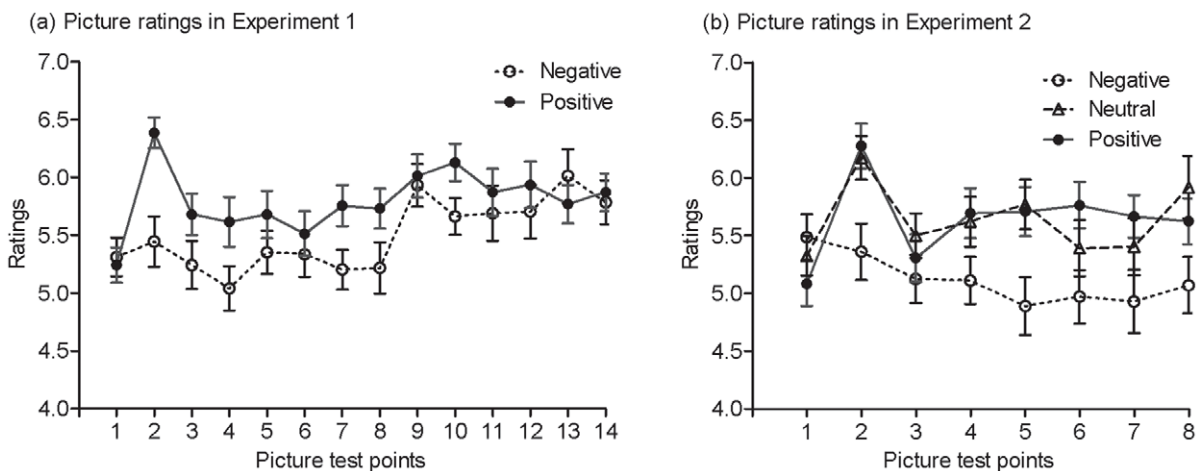 (a) Picture ratings in Experiment 1
7.0
6.5
6.0
5.5
5.0
4.5
4.0
Ratings
Negative
Positive
1 2 3 4 5 6 7 8 9 10 11 12 13 14
Picture test points
(b) Picture ratings in Experiment 2
7.0
6.5
6.0
5.5
5.0
4.5
4.0
Ratings
Negative
Neutral
Positive
1 2 3 4 5 6 7 8
Picture test points